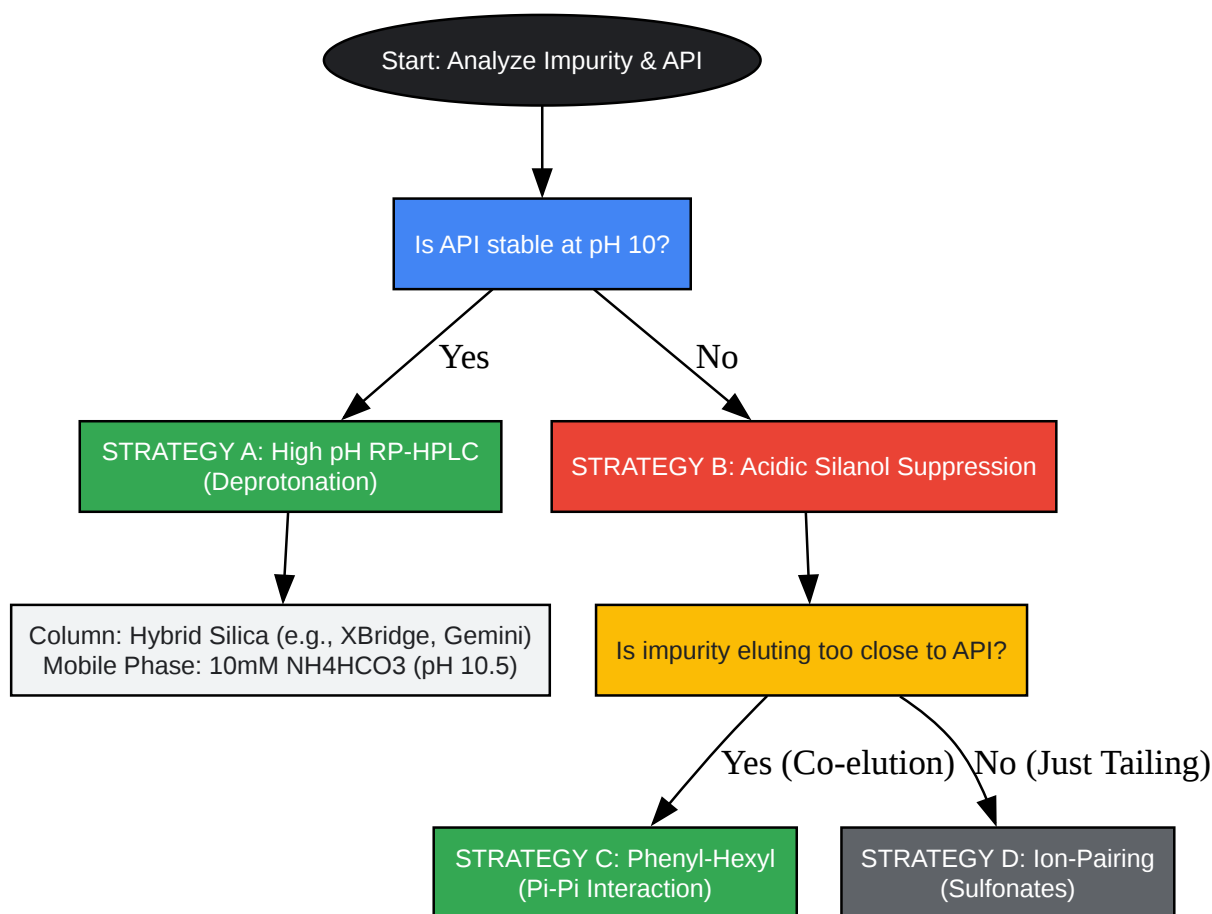 Start: Analyze Impurity & API
Is API stable at pH 10?
Yes
No
STRATEGY A: High pH RP-HPLC
(Deprotonation)
STRATEGY B: Acidic Silanol Suppression
Column: Hybrid Silica (e.g., XBridge, Gemini)
Mobile Phase: 10mM NH4HCO3 (pH 10.5)
Is impurity eluting too close to API?
Yes (Co-elution)
No (Just Tailing)
STRATEGY C: Phenyl-Hexyl
(Pi-Pi Interaction)
STRATEGY D: Ion-Pairing
(Sulfonates)